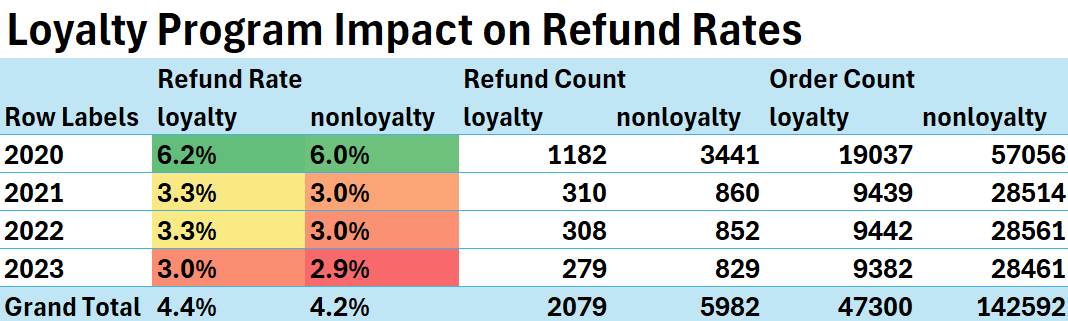 Loyalty Program Impact on Refund Rates
Refund Rate Refund Count Order Count
Row Labels loyalty nonloyalty loyalty nonloyalty loyalty nonloyalty
2020 6.2% 6.0% 1182 3441 19037 57056
2021 3.3% 3.0% 310 860 9439 28514
2022 3.3% 3.0% 308 852 9442 28561
2023 3.0% 2.9% 279 829 9382 28461
Grand Total 4.4% 4.2% 2079 5982 47300 142592